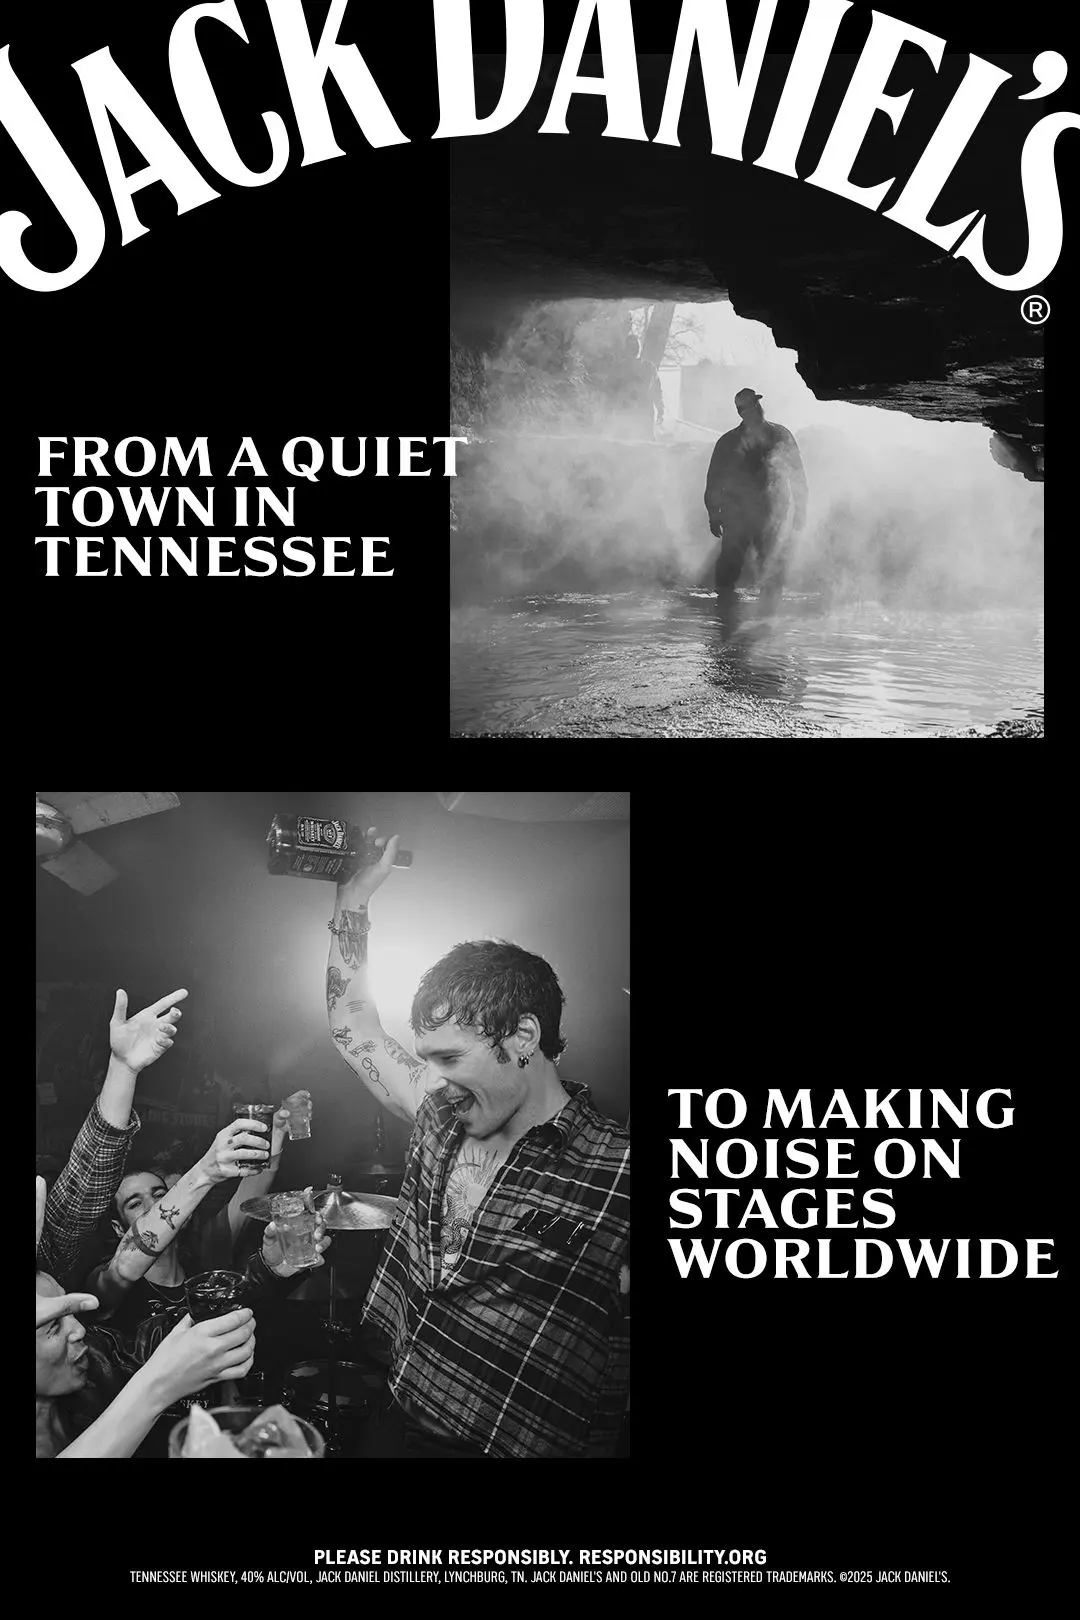 JACK DANIEL'S
®
FROM A QUIET
TOWN IN
TENNESSEE
TO MAKING
NOISE ON
STAGES
WORLDWIDE
PLEASE DRINK RESPONSIBLY. RESPONSIBILITY.ORG
TENNESSEE WHISKEY, 40% ALC/VOL, JACK DANIEL DISTILLERY, LYNCHBURG, TN. JACK DANIEL'S AND OLD NO.7 ARE REGISTERED TRADEMARKS. ©2025 JACK DANIEL'S.